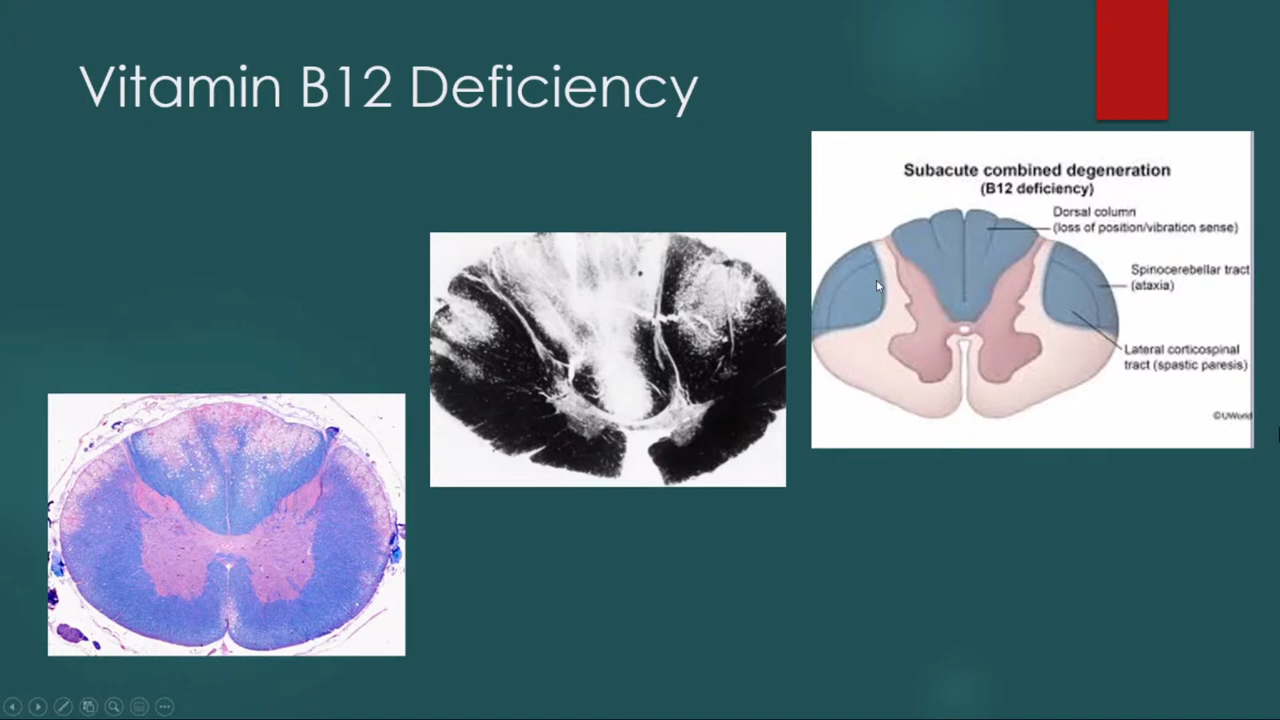 Vitamin B12 Deficiency
Subacute combined degeneration
(B12 deficiency)
Dorsal column
(loss of position/vibration sense)
Spinocerebellar tract
(ataxia)
Lateral corticospinal
tract (spastic paresis)
©UWorld